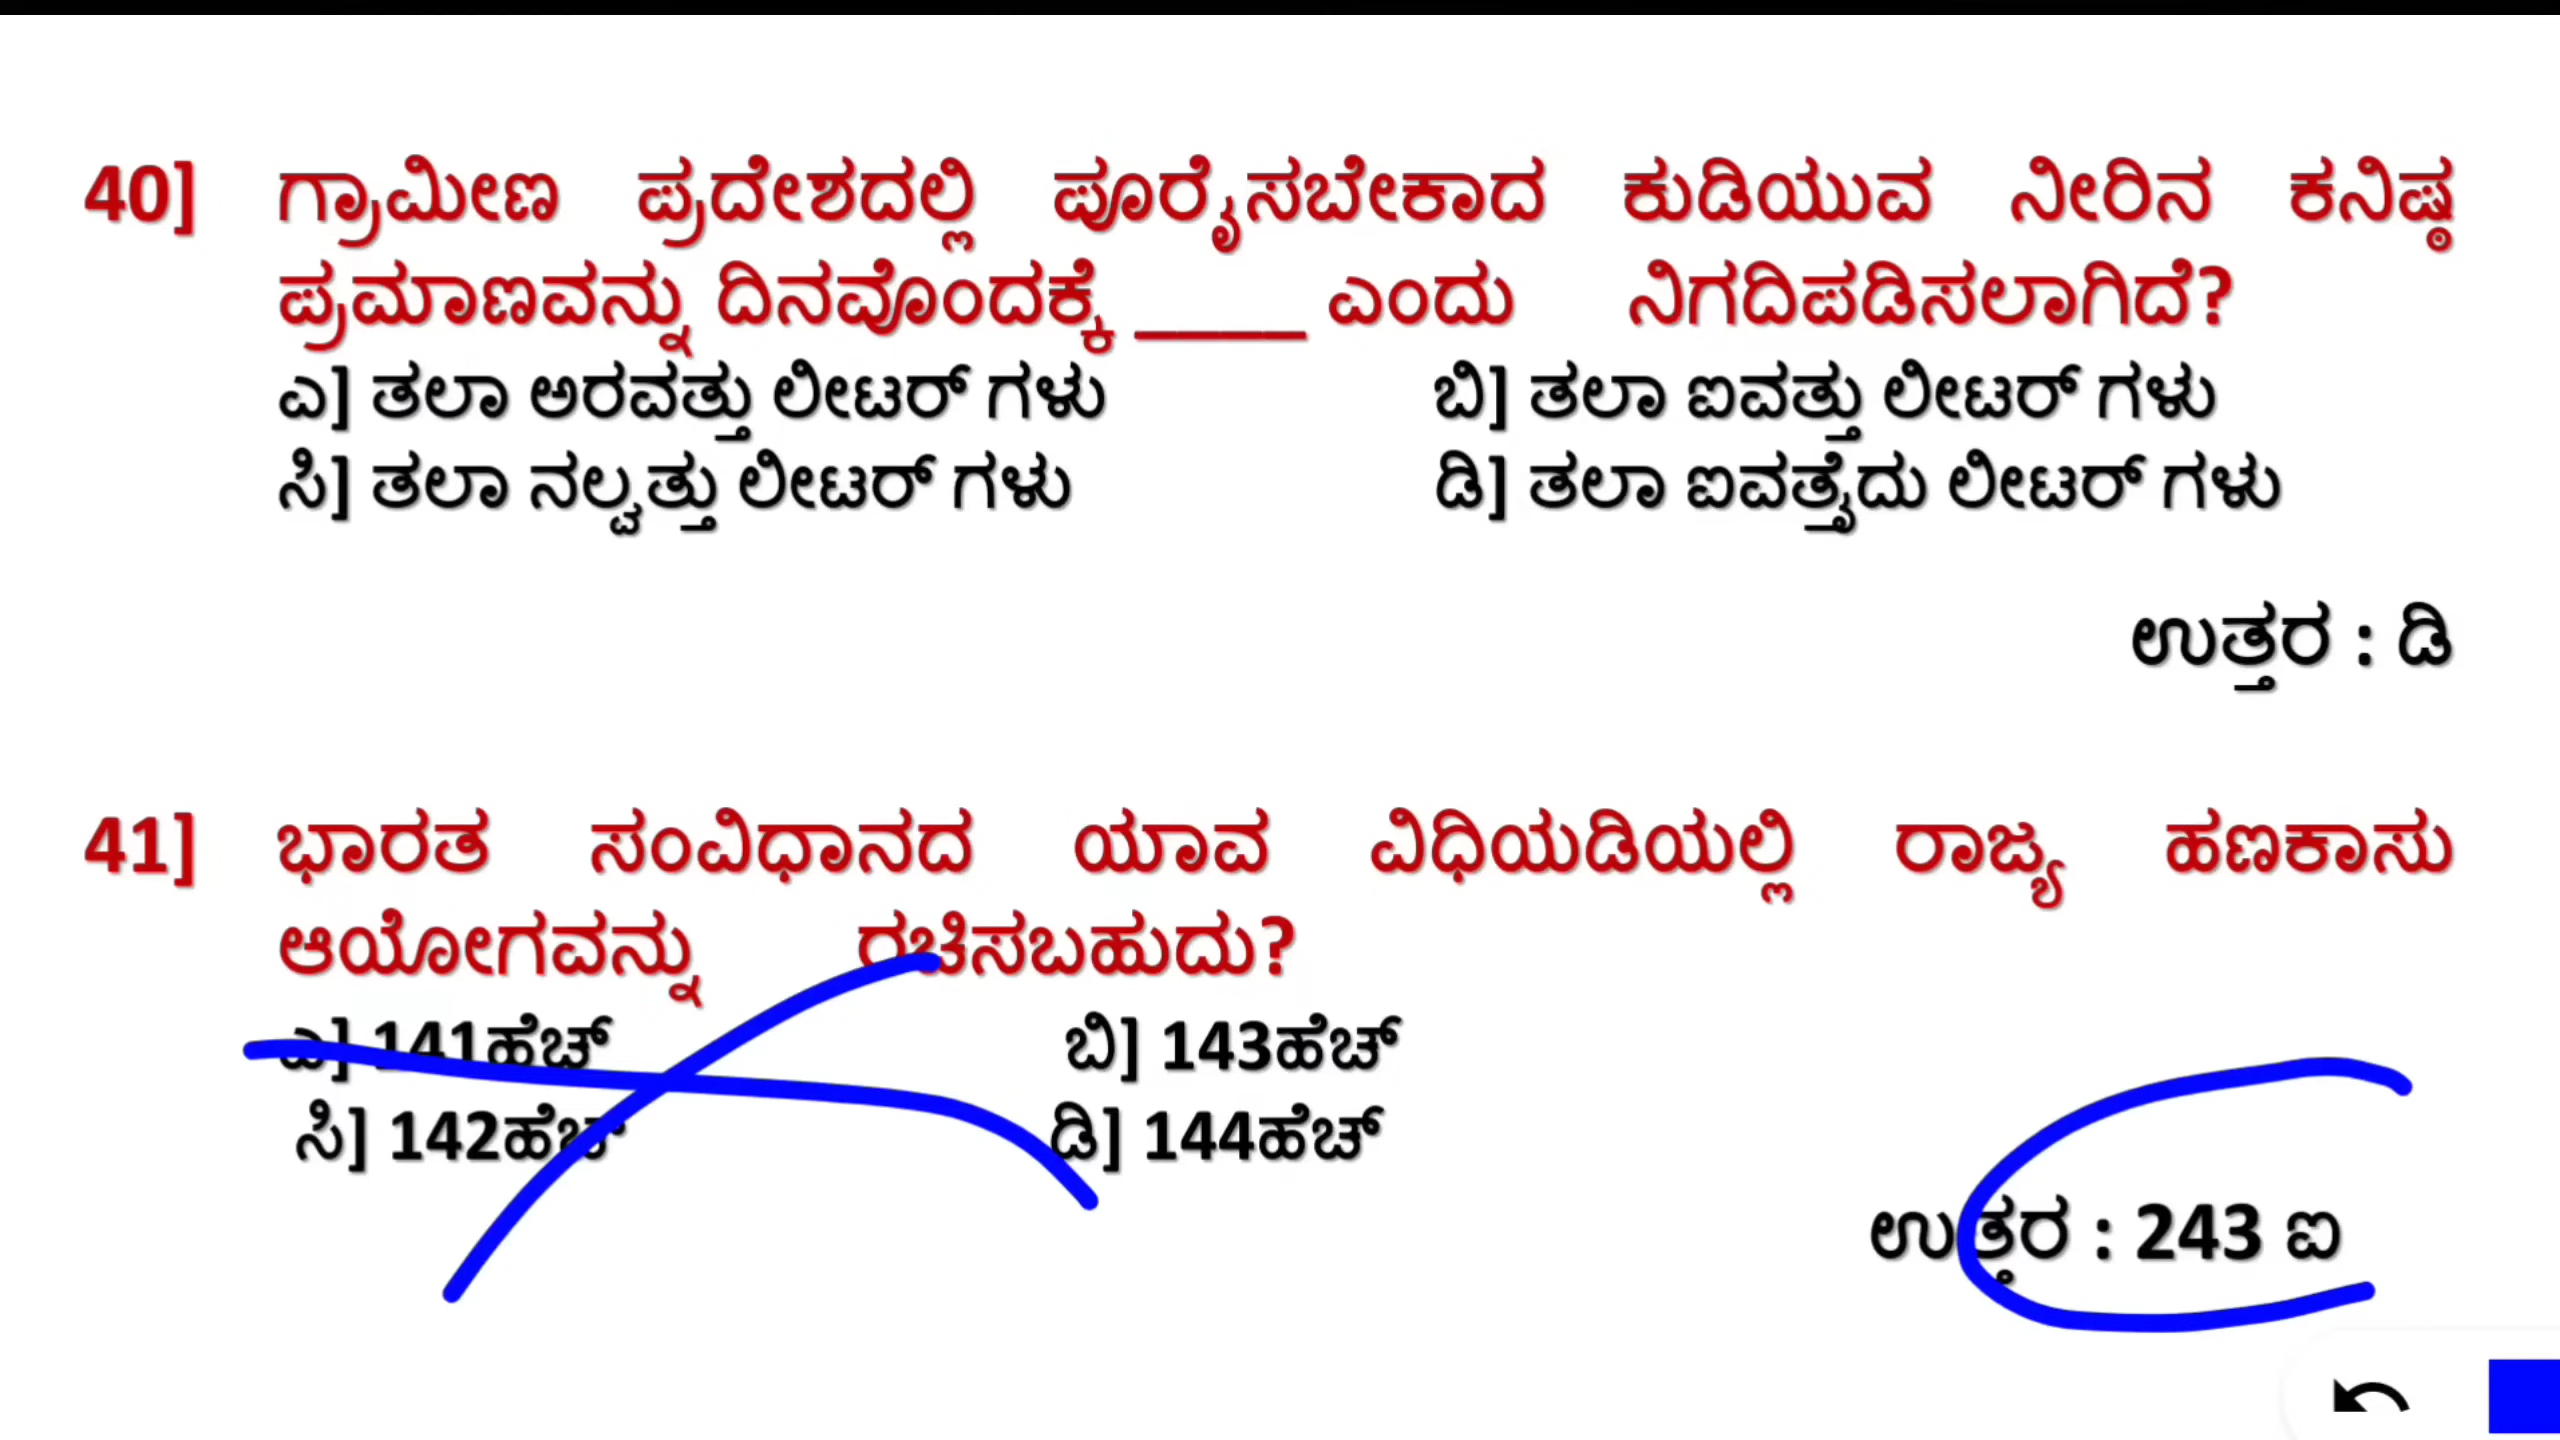 40] ಗ್ರಾಮೀಣ ಪ್ರದೇಶದಲ್ಲಿ ಪೂರೈಸಬೇಕಾದ ಕುಡಿಯುವ ನೀರಿನ ಕನಿಷ್ಠ
ಪ್ರಮಾಣವನ್ನು ದಿನವೊಂದಕ್ಕೆ ____ ಎಂದು ನಿಗದಿಪಡಿಸಲಾಗಿದೆ?
ಎ] ತಲಾ ಅರವತ್ತು ಲೀಟರ್ ಗಳು ಬಿ] ತಲಾ ಐವತ್ತು ಲೀಟರ್ ಗಳು
ಸಿ] ತಲಾ ನಲ್ವತ್ತು ಲೀಟರ್ ಗಳು ಡಿ] ತಲಾ ಐವತ್ತೈದು ಲೀಟರ್ ಗಳು
ಉತ್ತರ : ಡಿ
41] ಭಾರತ ಸಂವಿಧಾನದ ಯಾವ ವಿಧಿಯಡಿಯಲ್ಲಿ ರಾಜ್ಯ ಹಣಕಾಸು
ಆಯೋಗವನ್ನು ರಚಿಸಬಹುದು?
ಎ] 141ಹೆಚ್ ಬಿ] 143ಹೆಚ್
ಸಿ] 142ಹೆಚ್ ಡಿ] 144ಹೆಚ್
ಉತ್ತರ : 243 ಐ